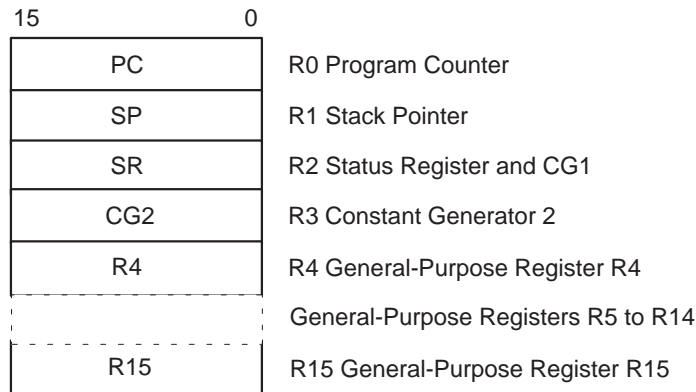 15 0
PC R0 Program Counter
SP R1 Stack Pointer
SR R2 Status Register and CG1
CG2 R3 Constant Generator 2
R4 R4 General-Purpose Register R4
General-Purpose Registers R5 to R14
R15 R15 General-Purpose Register R15